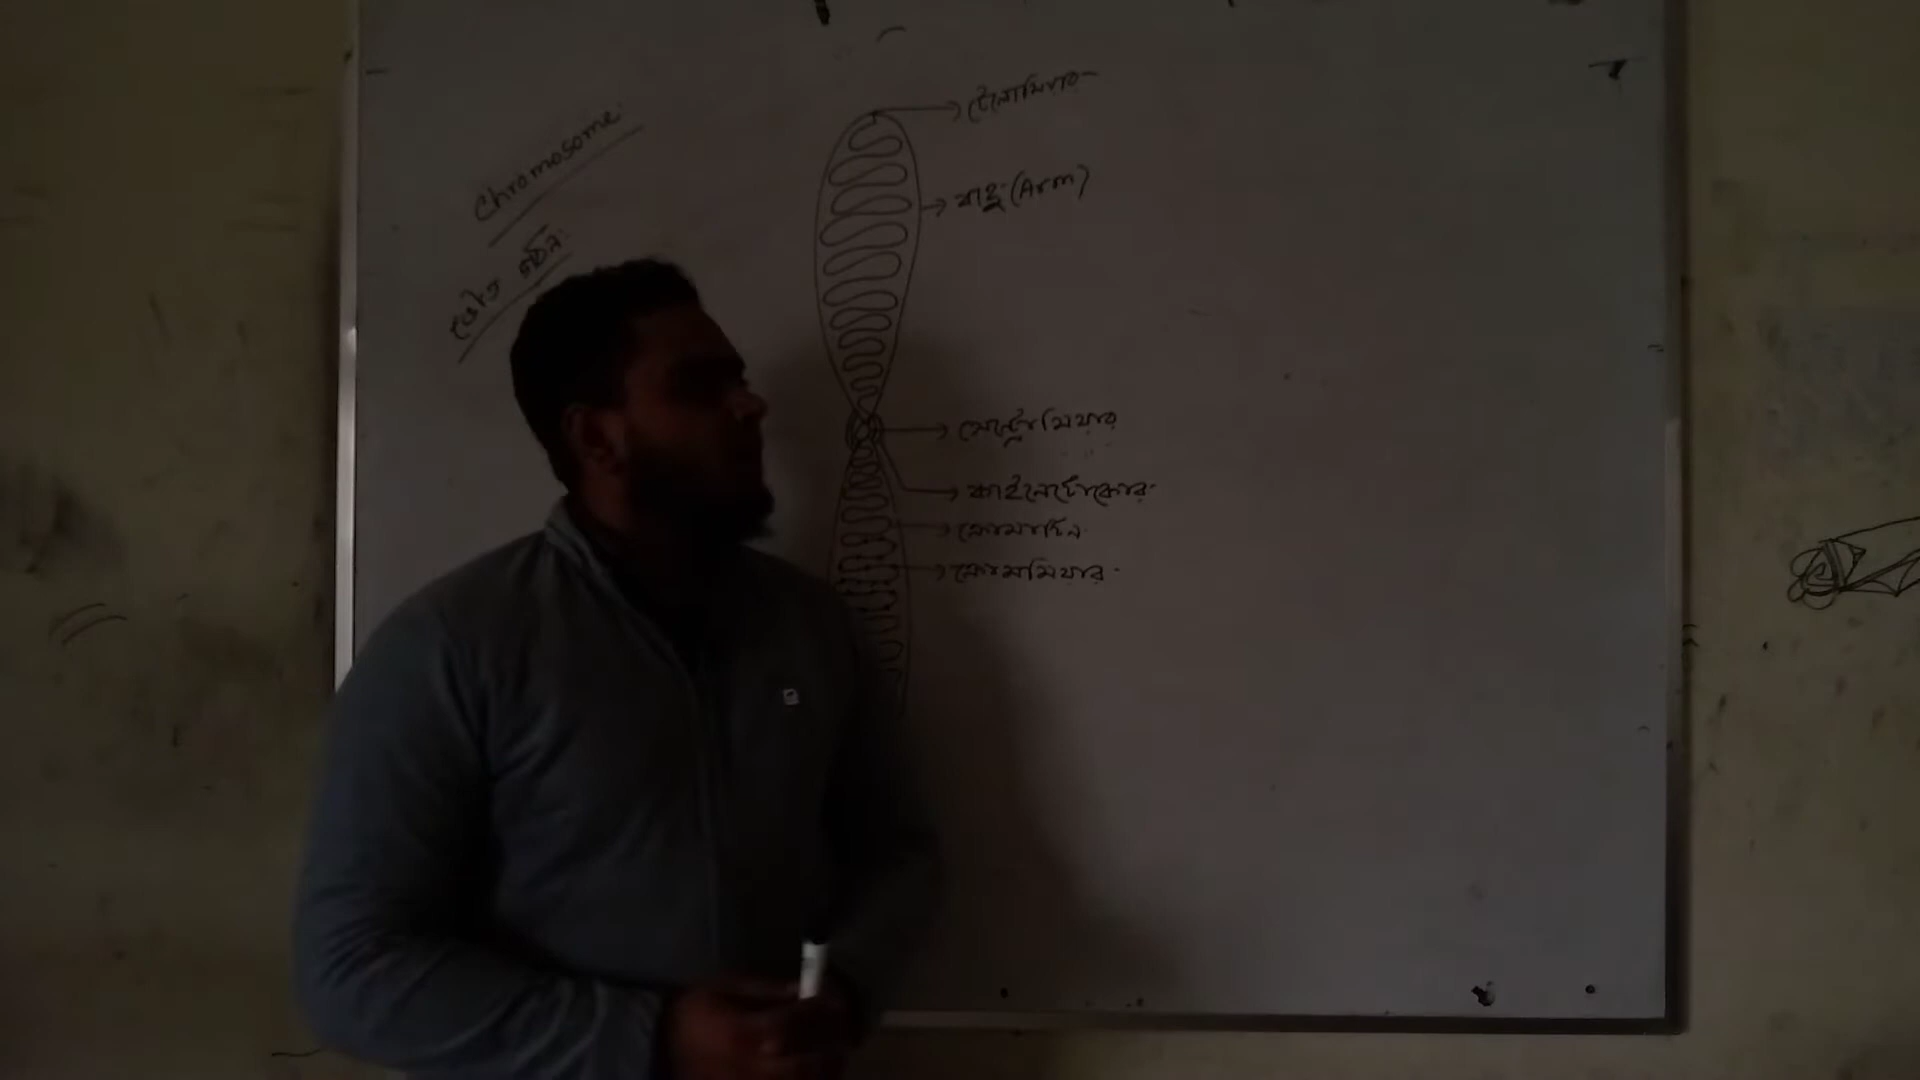 Chromosome
ভৌত গঠন:
টেলোমিয়ার
বাহু (Arm)
সেন্ট্রোমিয়ার
কাইনেটোকোর
ক্রোমাটিন
ক্রোমোমিয়ার